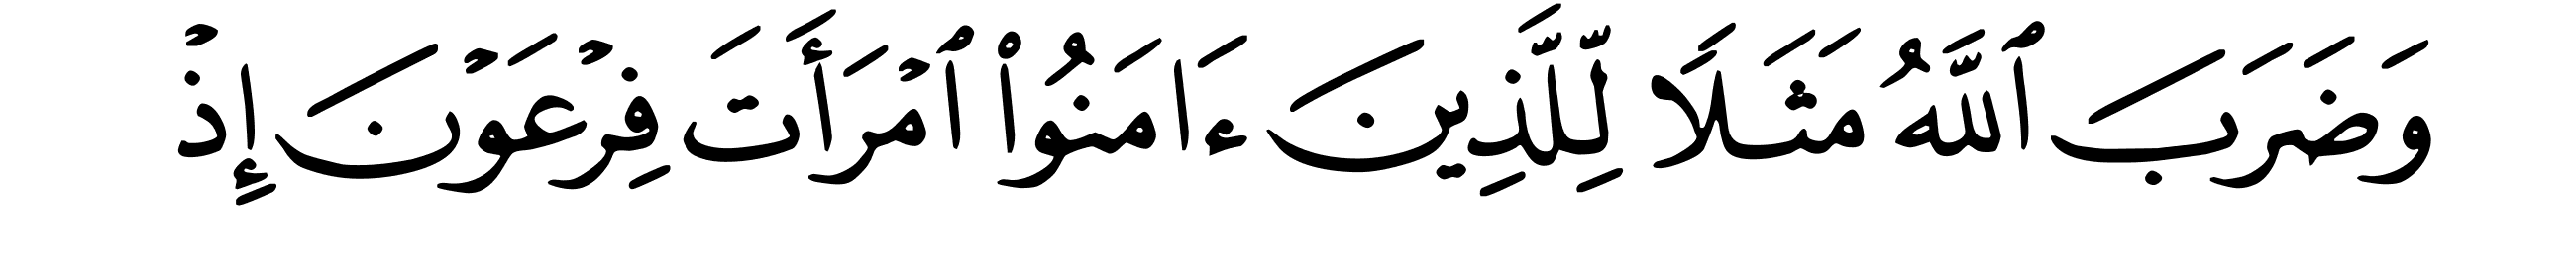 وَضَرَبَ ٱللَّهُ مَثَلًا لِّلَّذِينَ ءَامَنُوا۟ ٱمْرَأَتَ فِرْعَوْنَ إِذْ